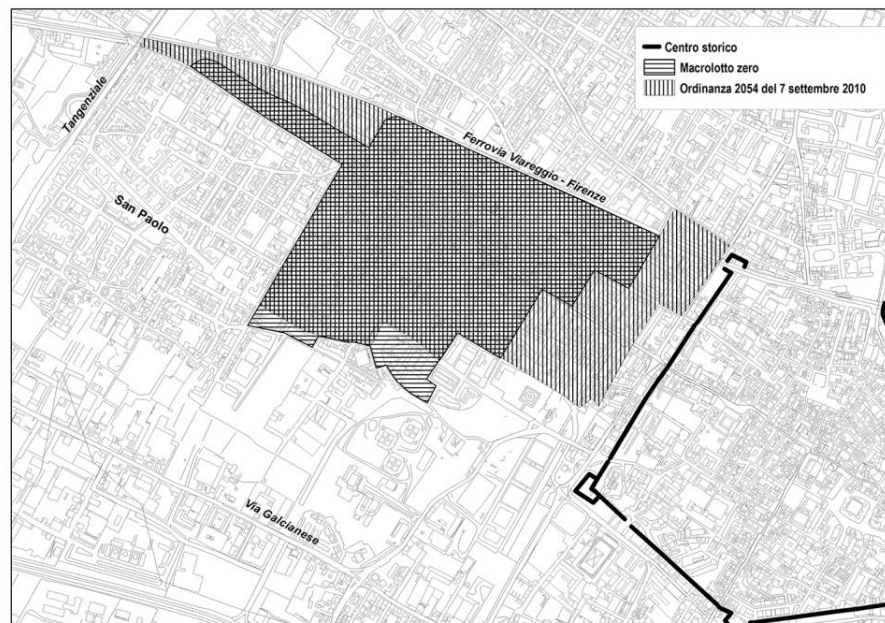 Centro storico
Macrolotto zero
Ordinanza 2054 del 7 settembre 2010
Tangenziale
Ferrovia Viareggio - Firenze
San Paolo
Via Galcianese